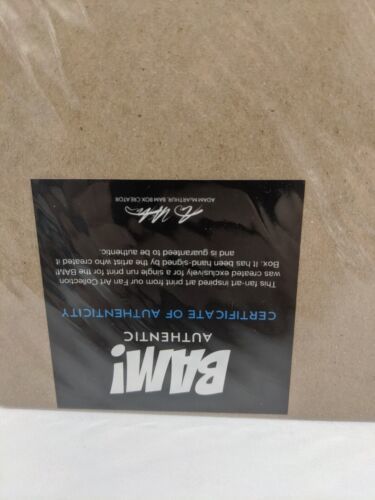 BAM!
AUTHENTIC
CERTIFICATE OF AUTHENTICITY
This fan-art inspired art print from our Fan Art Collection
was created exclusively for a single run print for the BAM!
Box. It has been hand-signed by the artist who created it
and is guaranteed to be authentic.
ADAM McARTHUR, BAM BOX CREATOR